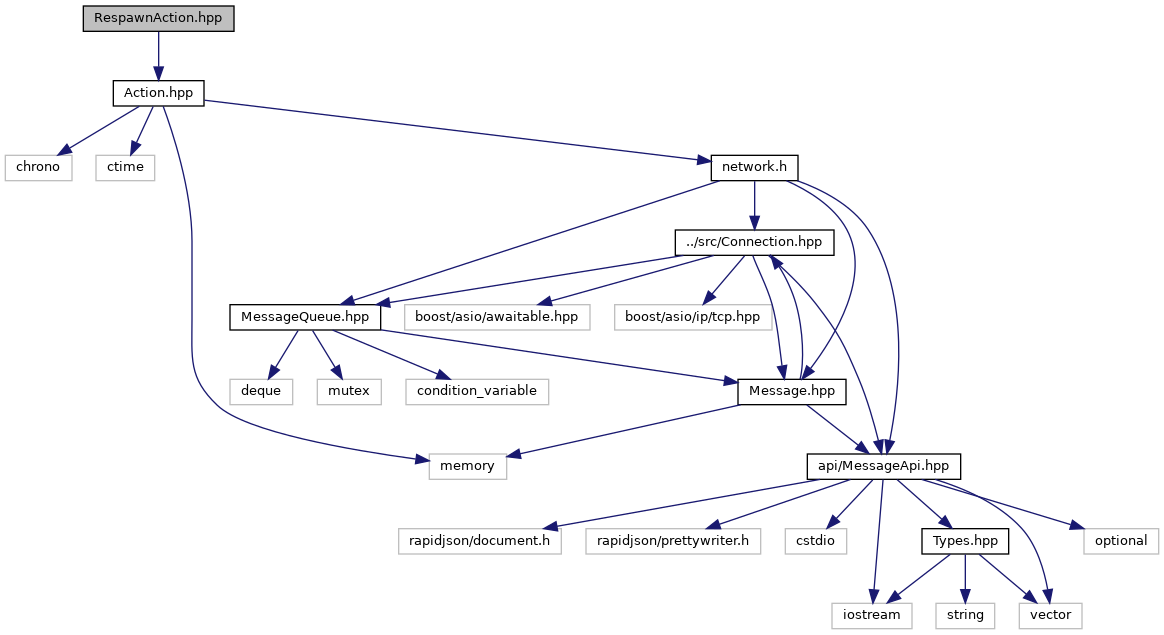 RespawnAction.hpp
Action.hpp
chrono
ctime
network.h
../src/Connection.hpp
MessageQueue.hpp
boost/asio/awaitable.hpp
boost/asio/ip/tcp.hpp
deque
mutex
condition_variable
Message.hpp
memory
api/MessageApi.hpp
rapidjson/document.h
rapidjson/prettywriter.h
cstdio
Types.hpp
optional
iostream
string
vector